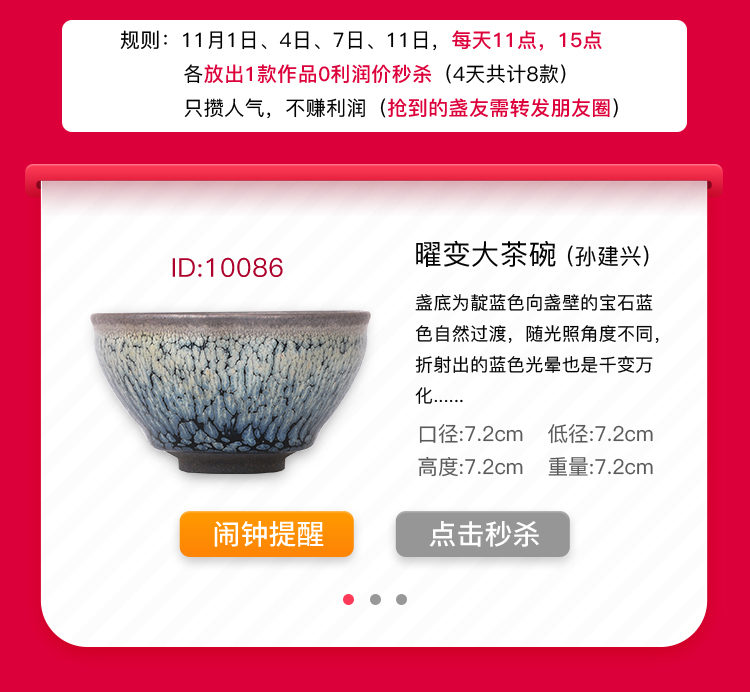 规则：11月1日、4日、7日、11日，每天11点，15点
各放出1款作品0利润价秒杀（4天共计8款）
只攒人气，不赚利润（抢到的盏友需转发朋友圈）
ID:10086
曜变大茶碗（孙建兴）
盏底为靛蓝色向盏壁的宝石蓝
色自然过渡，随光照角度不同，
折射出的蓝色光晕也是千变万
化......
口径:7.2cm 低径:7.2cm
高度:7.2cm 重量:7.2cm
闹钟提醒 点击秒杀